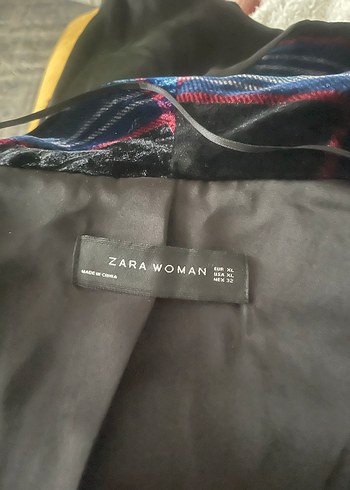 ZARA WOMAN
MADE IN CHINA
EUR XL
USA XL
MEX 32